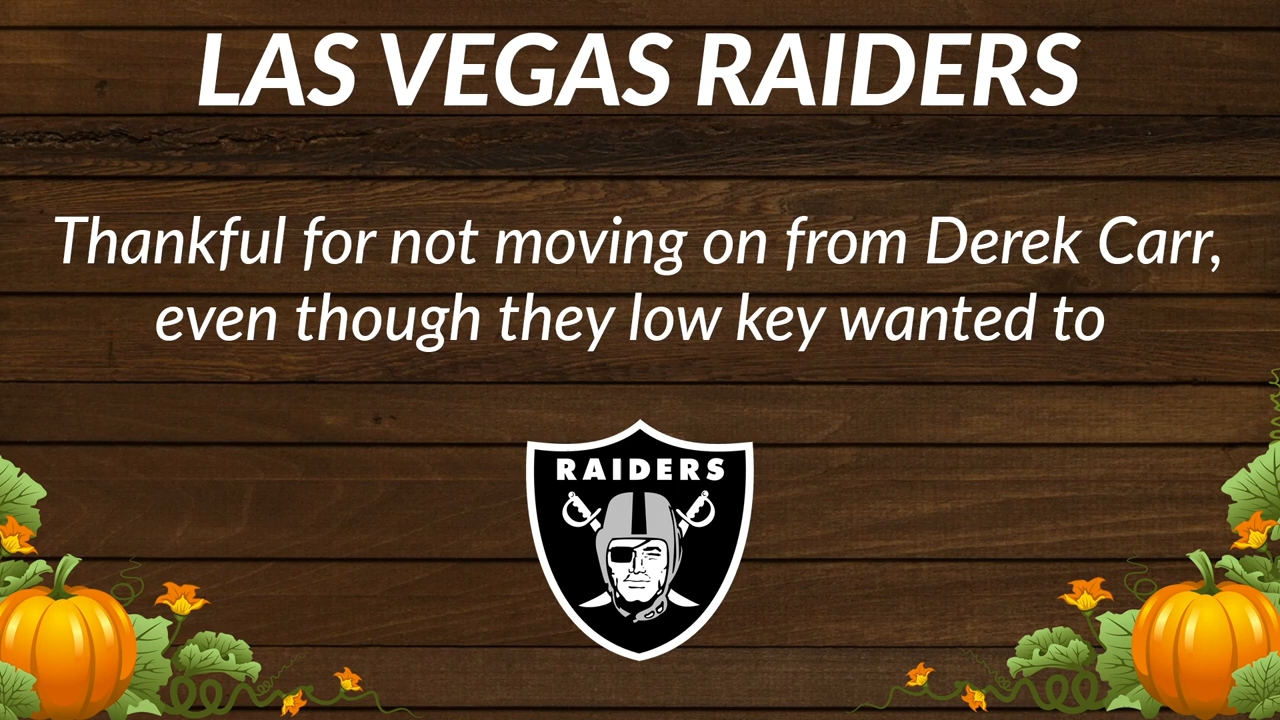 LAS VEGAS RAIDERS
Thankful for not moving on from Derek Carr,
even though they low key wanted to
RAIDERS